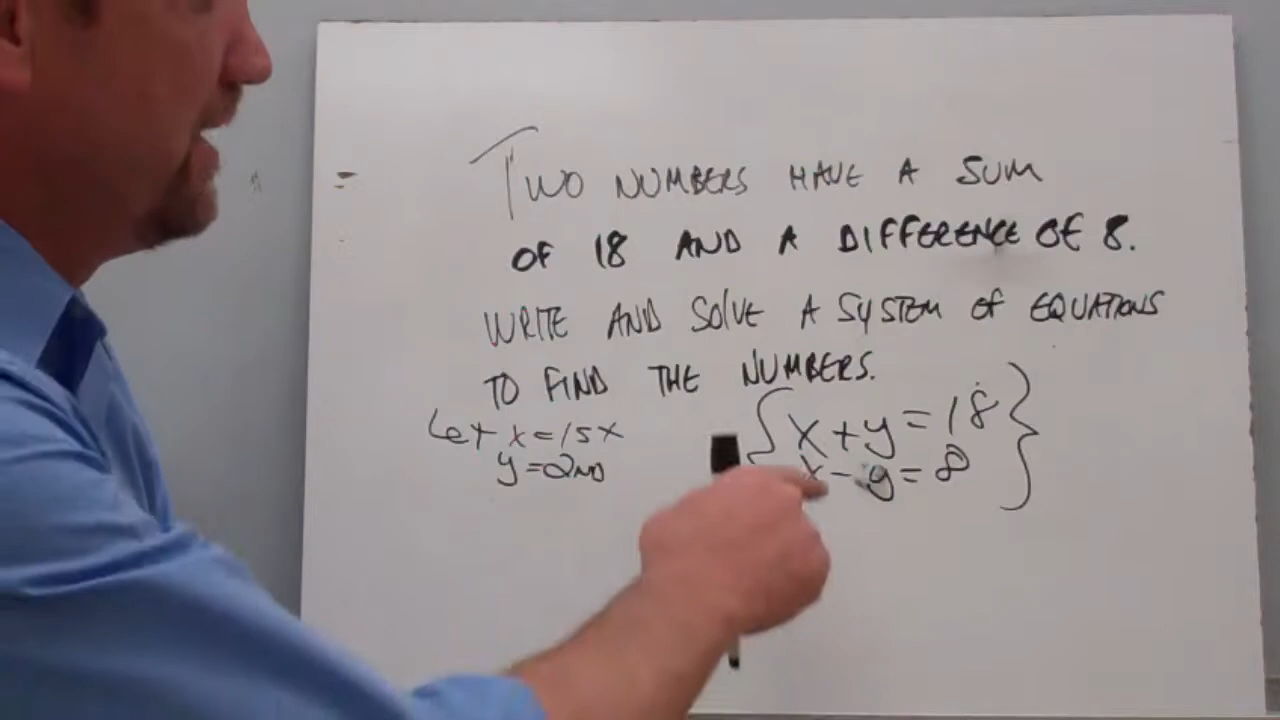 TWO NUMBERS HAVE A SUM
OF 18 AND A DIFFERENCE OF 8.
WRITE AND SOLVE A SYSTEM OF EQUATIONS
TO FIND THE NUMBERS.
Let x = 1st
y = 2ND
x + y = 18
x - y = 8